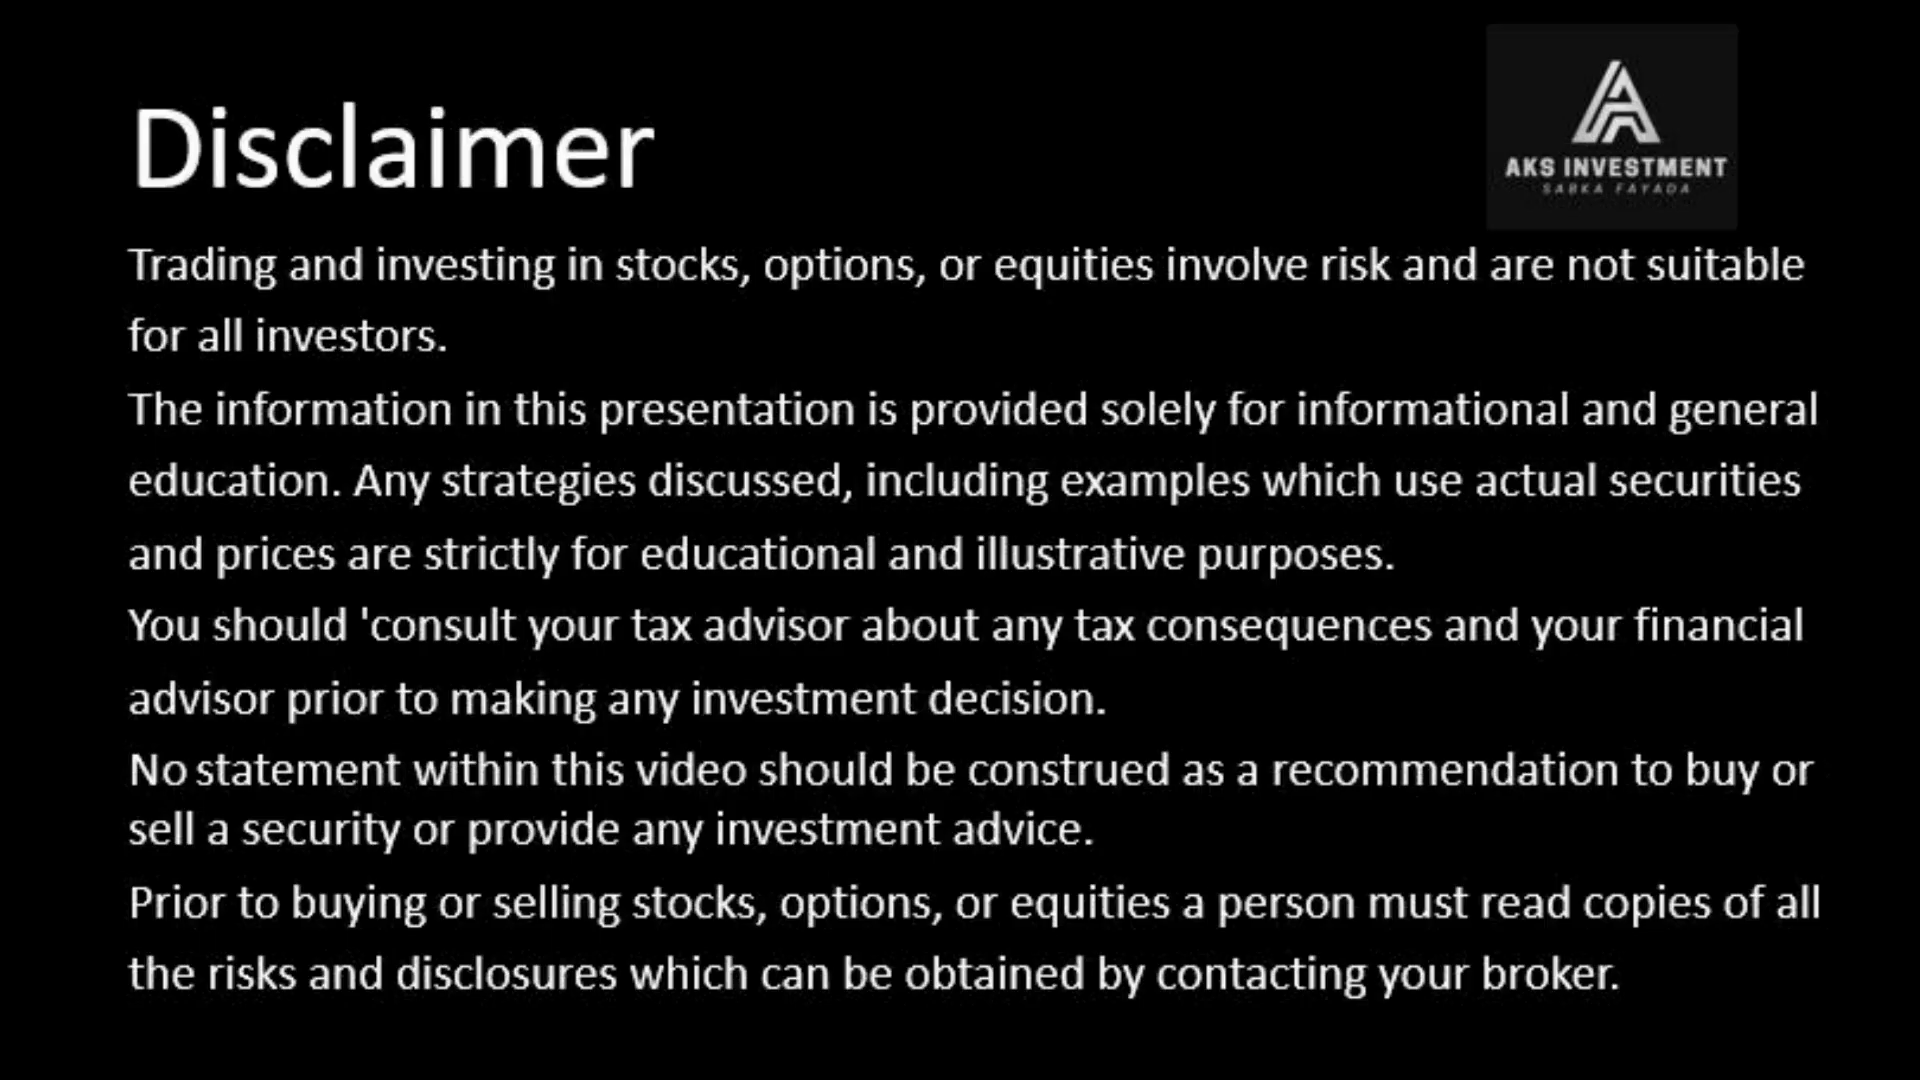 AKS INVESTMENT
SABKA FAYADA
Disclaimer
Trading and investing in stocks, options, or equities involve risk and are not suitable
for all investors.
The information in this presentation is provided solely for informational and general
education. Any strategies discussed, including examples which use actual securities
and prices are strictly for educational and illustrative purposes.
You should 'consult your tax advisor about any tax consequences and your financial
advisor prior to making any investment decision.
No statement within this video should be construed as a recommendation to buy or
sell a security or provide any investment advice.
Prior to buying or selling stocks, options, or equities a person must read copies of all
the risks and disclosures which can be obtained by contacting your broker.